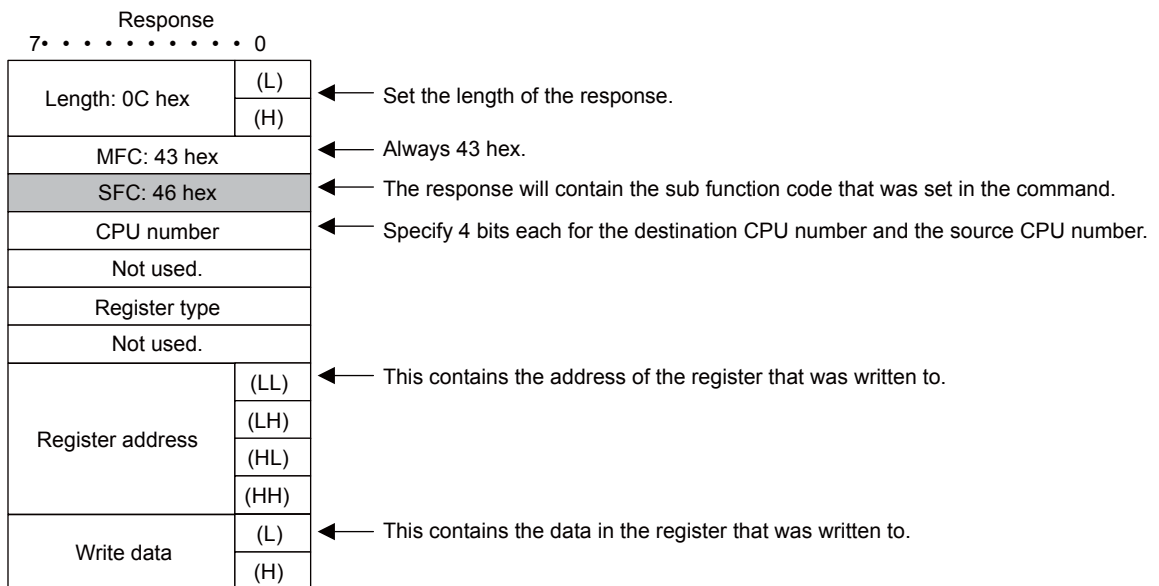 Response
7• • • • • • • • • • • 0
Length: 0C hex
(L)
Set the length of the response.
(H)
MFC: 43 hex
Always 43 hex.
SFC: 46 hex
The response will contain the sub function code that was set in the command.
CPU number
Specify 4 bits each for the destination CPU number and the source CPU number.
Not used.
Register type
Not used.
Register address
(LL)
This contains the address of the register that was written to.
(LH)
(HL)
(HH)
Write data
(L)
This contains the data in the register that was written to.
(H)